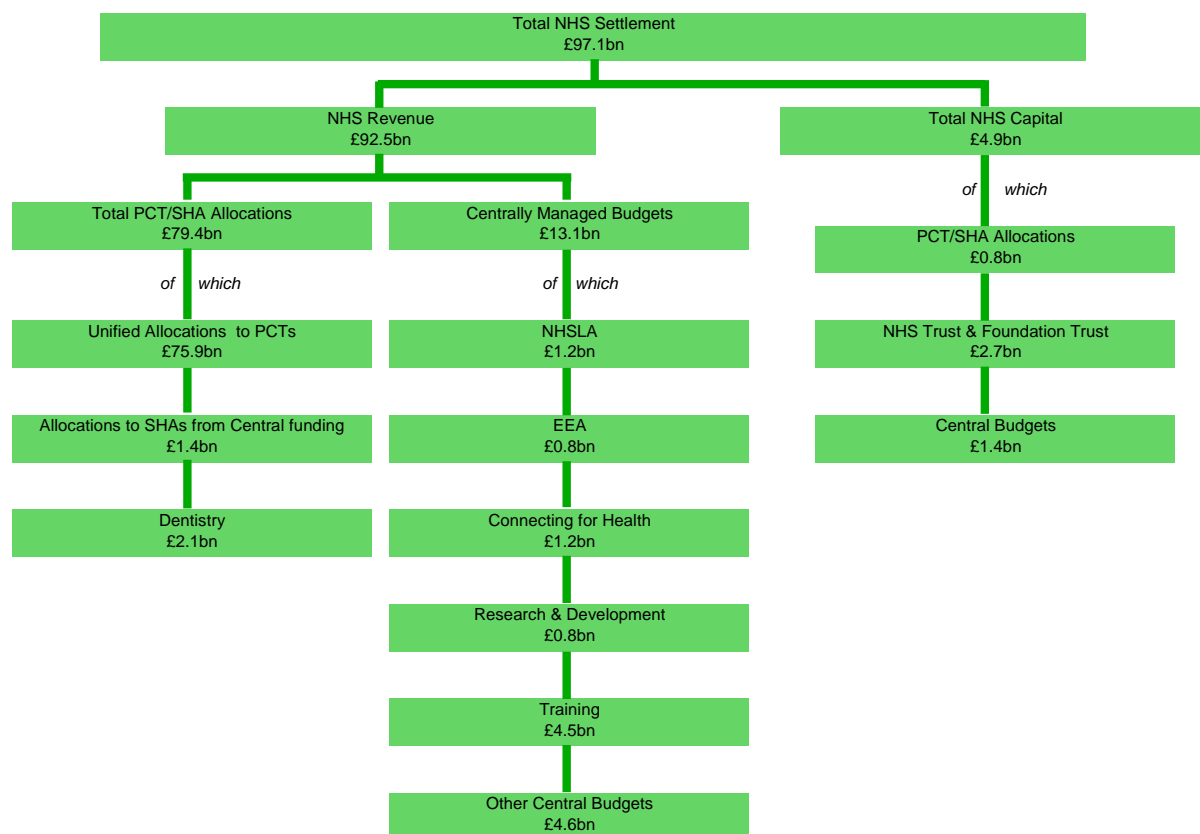 Total NHS Settlement
£97.1bn
NHS Revenue
£92.5bn
Total NHS Capital
£4.9bn
of which
Total PCT/SHA Allocations
£79.4bn
Centrally Managed Budgets
£13.1bn
PCT/SHA Allocations
£0.8bn
of which
of which
Unified Allocations to PCTs
£75.9bn
NHSLA
£1.2bn
NHS Trust & Foundation Trust
£2.7bn
Allocations to SHAs from Central funding
£1.4bn
EEA
£0.8bn
Central Budgets
£1.4bn
Dentistry
£2.1bn
Connecting for Health
£1.2bn
Research & Development
£0.8bn
Training
£4.5bn
Other Central Budgets
£4.6bn